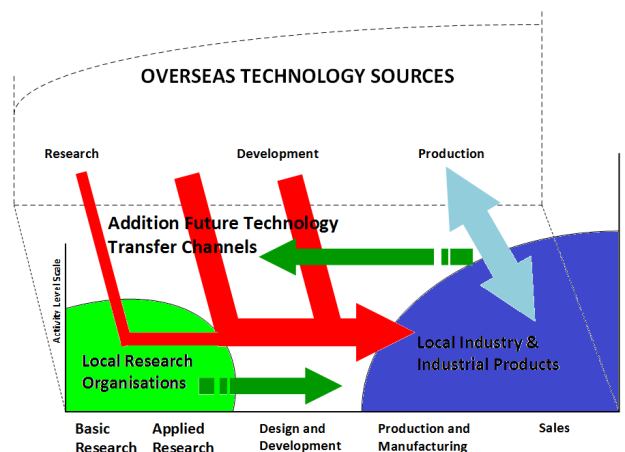 OVERSEAS TECHNOLOGY SOURCES
Research
Development
Production
Addition Future Technology
Transfer Channels
Activity Level Scale
Local Research
Organisations
Local Industry &
Industrial Products
Basic
Research
Applied
Research
Design and
Development
Production and
Manufacturing
Sales